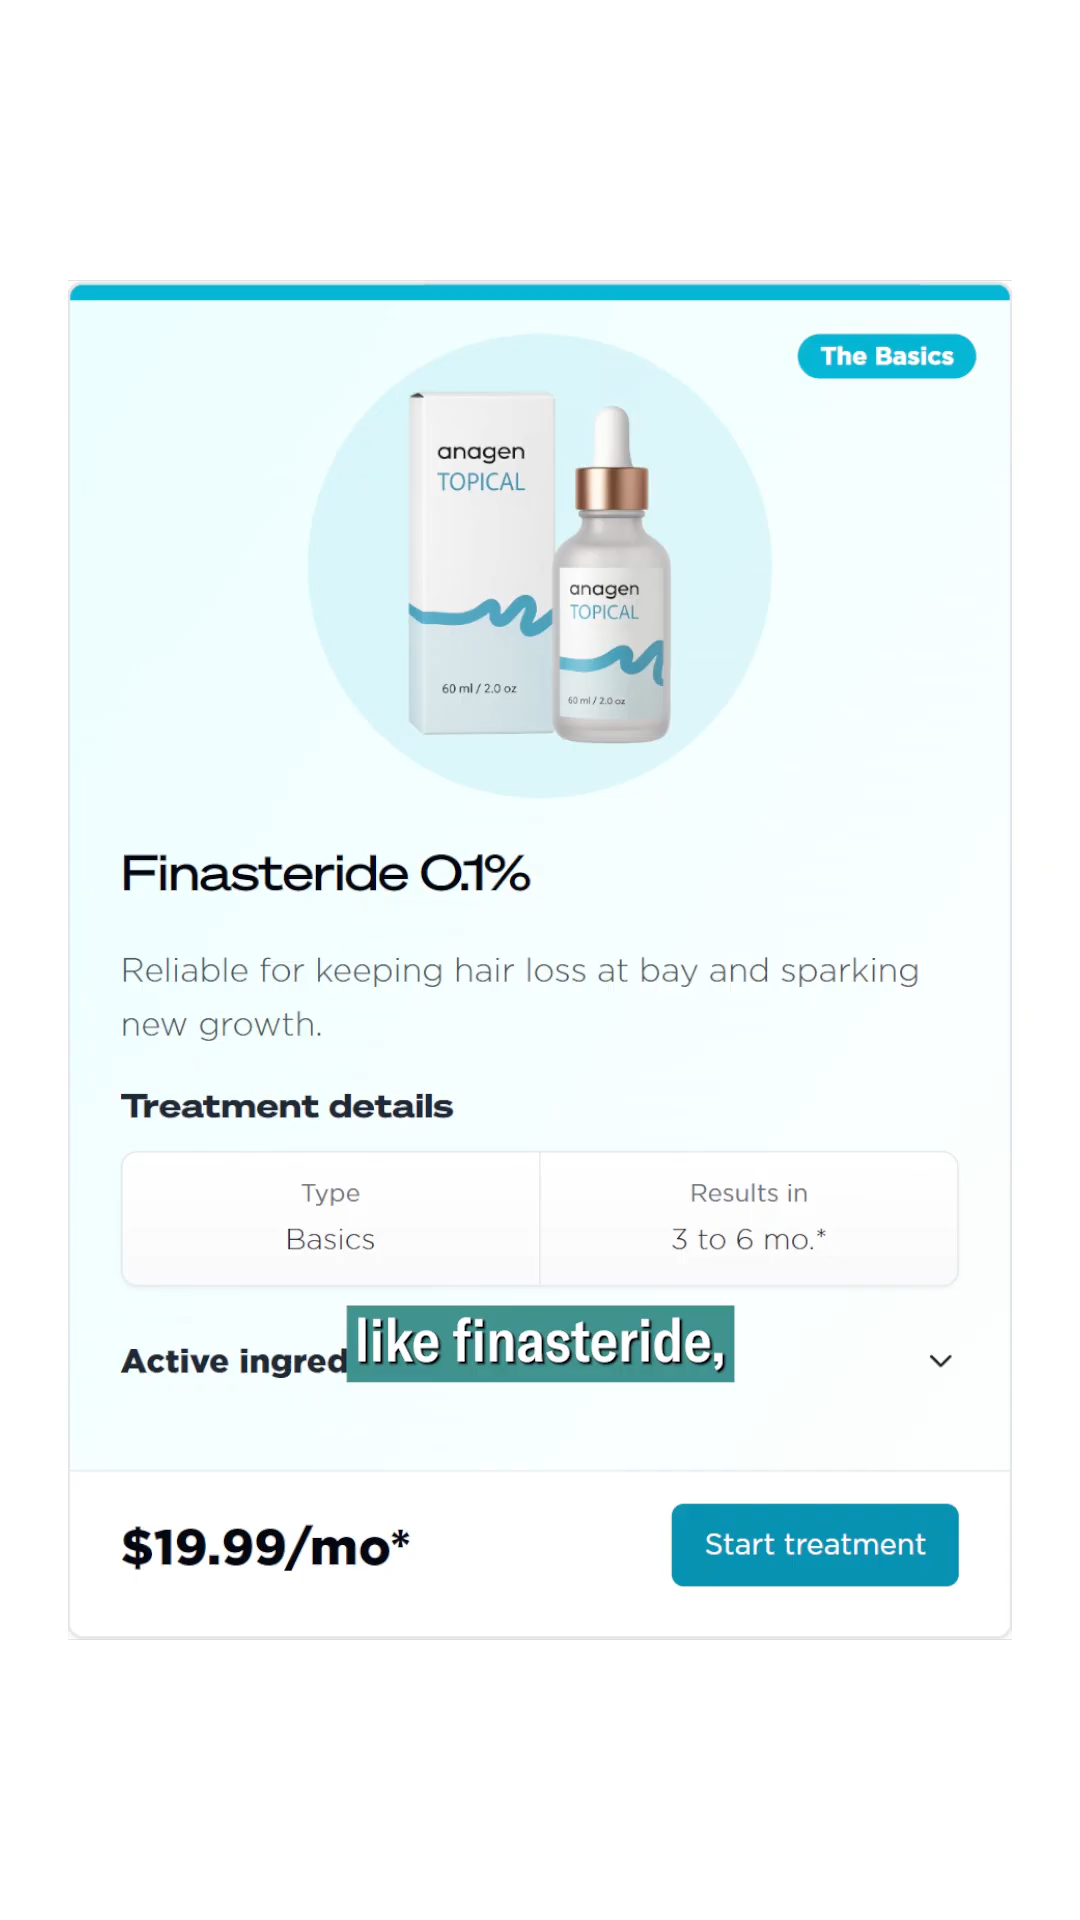 The Basics
anagen
TOPICAL
60 ml / 2.0 oz
anagen
TOPICAL
60 ml / 2.0 oz
Finasteride 0.1%
Reliable for keeping hair loss at bay and sparking
new growth.
Treatment details
Type
Results in
Basics
3 to 6 mo.*
Active ingred
like finasteride,
$19.99/mo*
Start treatment